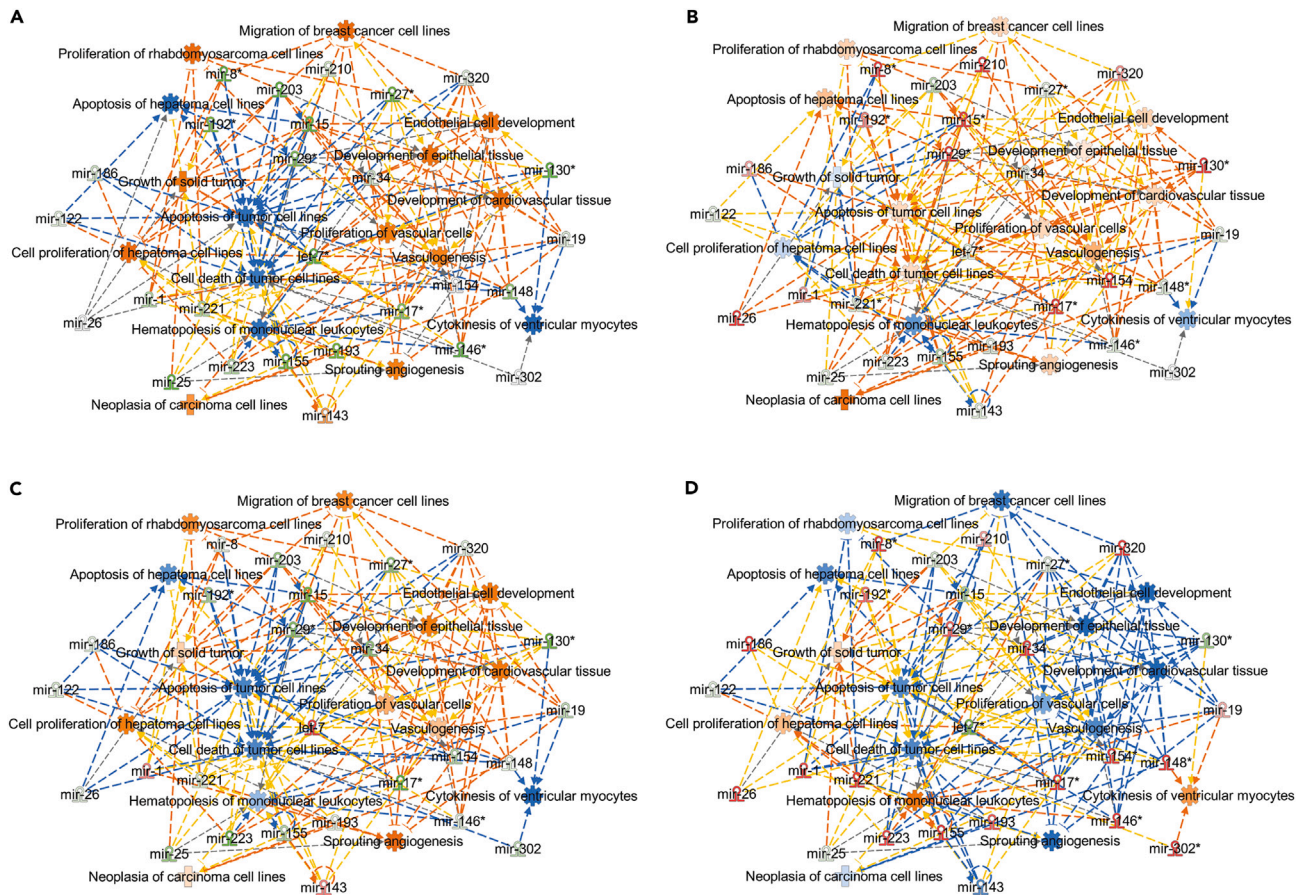 A
Migration of breast cancer cell lines
Proliferation of rhabdomyosarcoma cell lines
mir-210
mir-8*
mir-320
mir-203
mir-27*
Apoptosis of hepatoma cell lines
mir-192*
mir-15
Endothelial cell development
mir-29*
Development of epithelial tissue
mir-130*
mir-186
mir-34
Growth of solid tumor
Development of cardiovascular tissue
mir-122
Apoptosis of tumor cell lines
Proliferation of vascular cells
mir-19
Cell proliferation of hepatoma cell lines
let-7*
Vasculogenesis
Cell death of tumor cell lines
mir-154
mir-148
mir-1
mir-221
mir-17*
mir-26
Hematopoiesis of mononuclear leukocytes
Cytokinesis of ventricular myocytes
mir-193
mir-146*
mir-223
mir-155
Sprouting angiogenesis
mir-25
mir-302
Neoplasia of carcinoma cell lines
mir-143
B
Migration of breast cancer cell lines
Proliferation of rhabdomyosarcoma cell lines
mir-210
mir-8*
mir-320
mir-203
mir-27*
Apoptosis of hepatoma cell lines
mir-192*
mir-15*
Endothelial cell development
mir-29*
Development of epithelial tissue
mir-130*
mir-186
mir-34
Growth of solid tumor
Development of cardiovascular tissue
mir-122
Apoptosis of tumor cell lines
Proliferation of vascular cells
mir-19
Cell proliferation of hepatoma cell lines
let-7*
Vasculogenesis
Cell death of tumor cell lines
mir-154
mir-148*
mir-1
mir-221*
mir-17*
mir-26
Hematopoiesis of mononuclear leukocytes
Cytokinesis of ventricular myocytes
mir-193
mir-146*
mir-223
mir-155
Sprouting angiogenesis
mir-25
mir-302
Neoplasia of carcinoma cell lines
mir-143
C
Migration of breast cancer cell lines
Proliferation of rhabdomyosarcoma cell lines
mir-210
mir-8
mir-320
mir-203
mir-27*
Apoptosis of hepatoma cell lines
mir-192*
mir-15
Endothelial cell development
mir-29*
Development of epithelial tissue
mir-130*
mir-186
mir-34
Growth of solid tumor
Development of cardiovascular tissue
mir-122
Apoptosis of tumor cell lines
Proliferation of vascular cells
mir-19
Cell proliferation of hepatoma cell lines
let-7
Vasculogenesis
Cell death of tumor cell lines
mir-154
mir-148
mir-1
mir-221
mir-17*
mir-26
Hematopoiesis of mononuclear leukocytes
Cytokinesis of ventricular myocytes
mir-193
mir-146*
mir-223
mir-155
Sprouting angiogenesis
mir-25
mir-302
Neoplasia of carcinoma cell lines
mir-143
D
Migration of breast cancer cell lines
Proliferation of rhabdomyosarcoma cell lines
mir-210
mir-8*
mir-320
mir-203
mir-27*
Apoptosis of hepatoma cell lines
mir-192*
mir-15
Endothelial cell development
mir-29*
Development of epithelial tissue
mir-130*
mir-186
mir-34
Growth of solid tumor
Development of cardiovascular tissue
mir-122
Apoptosis of tumor cell lines
Proliferation of vascular cells
mir-19
Cell proliferation of hepatoma cell lines
let-7*
Vasculogenesis
Cell death of tumor cell lines
mir-154*
mir-148*
mir-1
mir-221
mir-17*
mir-26
Hematopoiesis of mononuclear leukocytes
Cytokinesis of ventricular myocytes
mir-193
mir-146*
mir-223
mir-155
Sprouting angiogenesis
mir-25
mir-302*
Neoplasia of carcinoma cell lines
mir-143